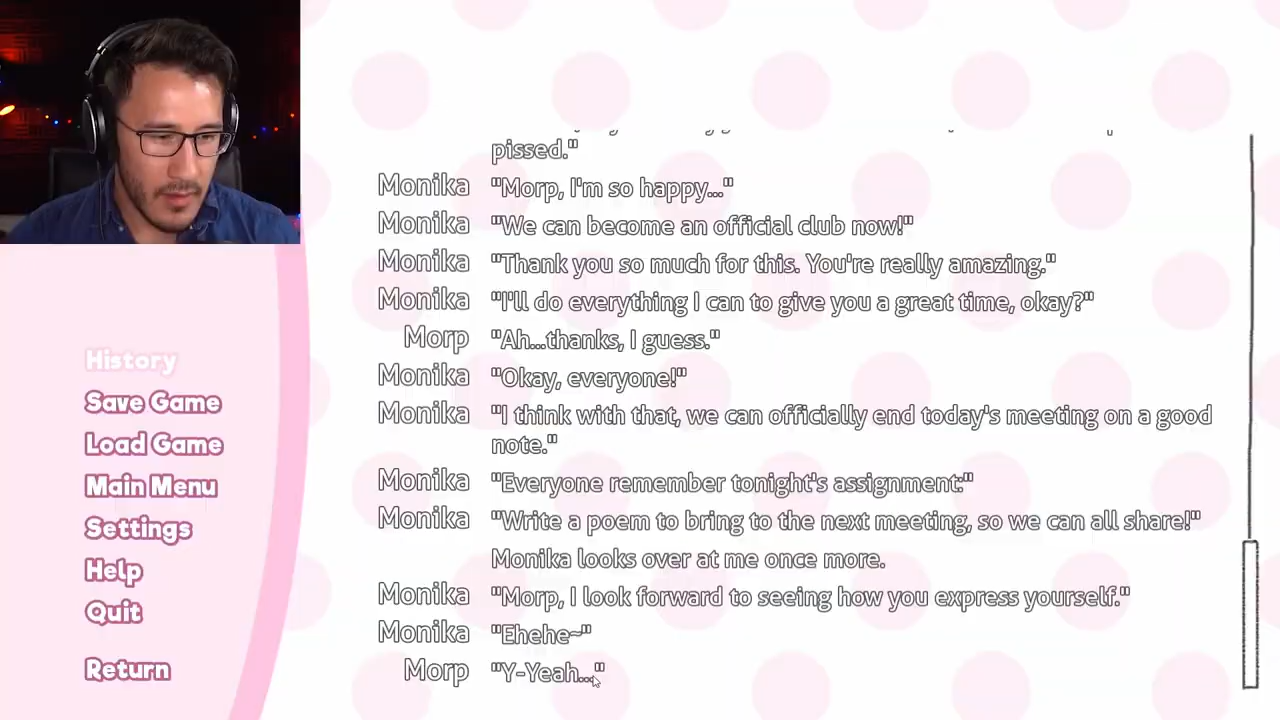 pissed."
Monika "Morp, I'm so happy..."
Monika "We can become an official club now!"
Monika "Thank you so much for this. You're really amazing."
Monika "I'll do everything I can to give you a great time, okay?"
Morp "Ah...thanks, I guess."
Monika "Okay, everyone!"
Monika "I think with that, we can officially end today's meeting on a good
note."
Monika "Everyone remember tonight's assignment:"
Monika "Write a poem to bring to the next meeting, so we can all share!"
Monika looks over at me once more.
Monika "Morp, I look forward to seeing how you express yourself."
Monika "Ehehe~"
Morp "Y-Yeah..."
History
Save Game
Load Game
Main Menu
Settings
Help
Quit
Return